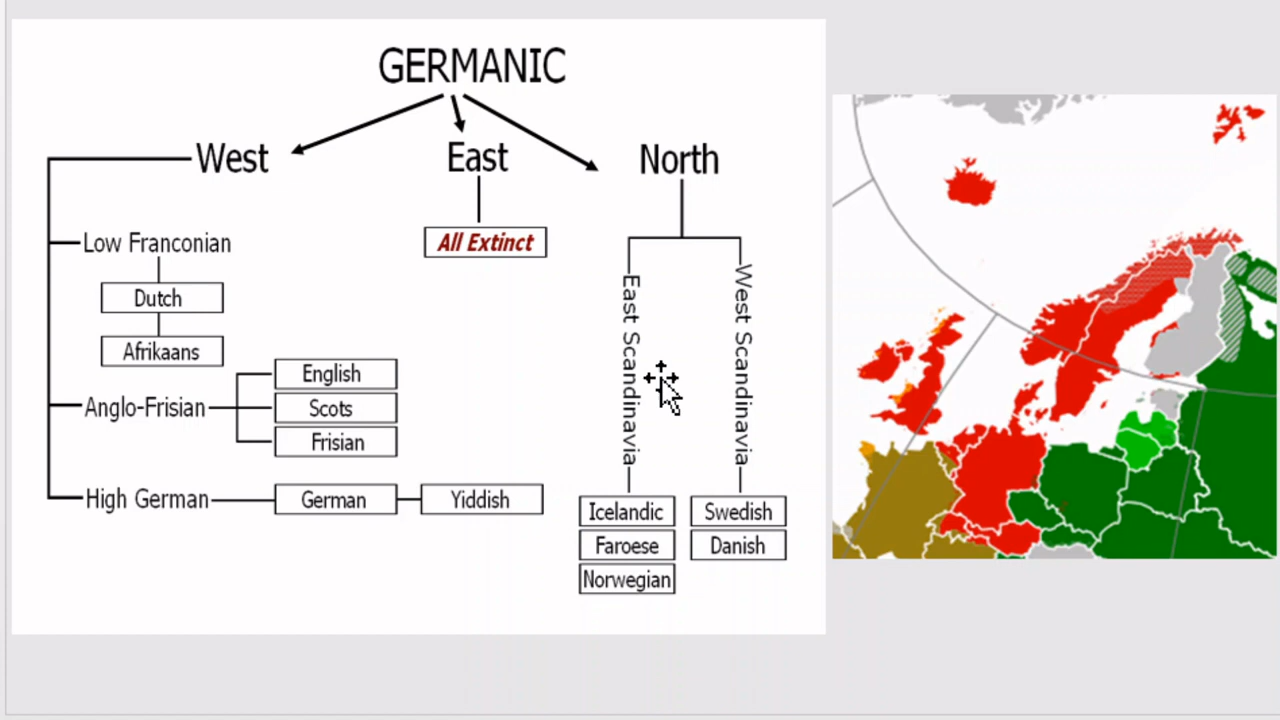 GERMANIC
West
East
North
Low Franconian
All Extinct
Dutch
Afrikaans
East Scandinavia
West Scandinavia
Anglo-Frisian
English
Scots
Frisian
High German
German
Yiddish
Icelandic
Swedish
Faroese
Danish
Norwegian